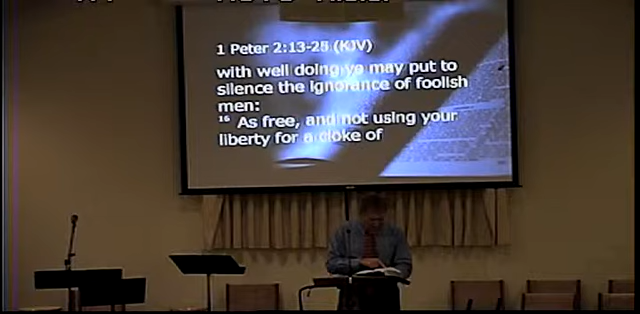 1 Peter 2:13-25 (KJV)
with well doing ye may put to
silence the ignorance of foolish
men:
16 As free, and not using your
liberty for a cloke of